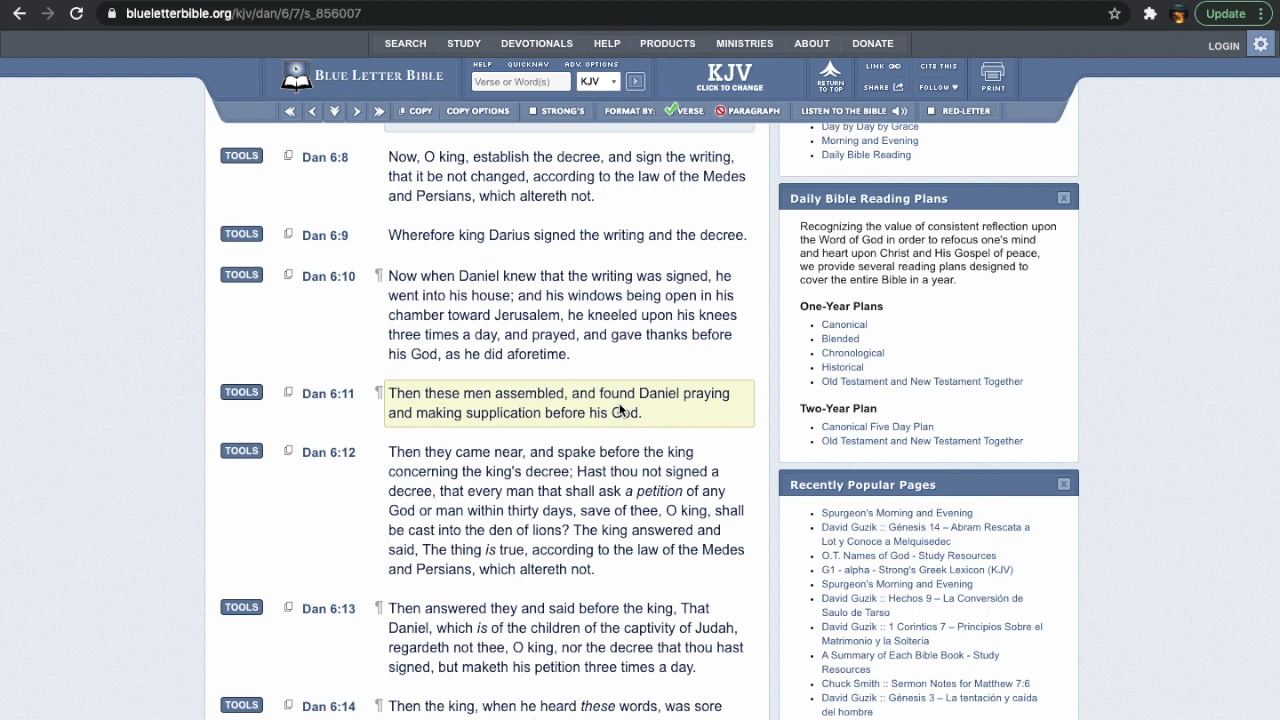 blueletterbible.org/kjv/dan/6/7/s_856007
Update
SEARCH STUDY DEVOTIONALS HELP PRODUCTS MINISTRIES ABOUT DONATE
LOGIN
BLUE LETTER BIBLE
HELP QUICKNAV ADV. OPTIONS
Verse or Word(s) KJV
KJV
CLICK TO CHANGE
RETURN
TO TOP
LINK CITE THIS
SHARE FOLLOW
PRINT
COPY COPY OPTIONS STRONG'S FORMAT BY: VERSE PARAGRAPH LISTEN TO THE BIBLE RED-LETTER
TOOLS Dan 6:8 Now, O king, establish the decree, and sign the writing,
that it be not changed, according to the law of the Medes
and Persians, which altereth not.
TOOLS Dan 6:9 Wherefore king Darius signed the writing and the decree.
TOOLS Dan 6:10 ¶ Now when Daniel knew that the writing was signed, he
went into his house; and his windows being open in his
chamber toward Jerusalem, he kneeled upon his knees
three times a day, and prayed, and gave thanks before
his God, as he did aforetime.
TOOLS Dan 6:11 ¶ Then these men assembled, and found Daniel praying
and making supplication before his God.
TOOLS Dan 6:12 Then they came near, and spake before the king
concerning the king's decree; Hast thou not signed a
decree, that every man that shall ask a petition of any
God or man within thirty days, save of thee, O king, shall
be cast into the den of lions? The king answered and
said, The thing is true, according to the law of the Medes
and Persians, which altereth not.
TOOLS Dan 6:13 ¶ Then answered they and said before the king, That
Daniel, which is of the children of the captivity of Judah,
regardeth not thee, O king, nor the decree that thou hast
signed, but maketh his petition three times a day.
TOOLS Dan 6:14 ¶ Then the king, when he heard these words, was sore
Day by Day by Grace
Morning and Evening
Daily Bible Reading
Daily Bible Reading Plans
Recognizing the value of consistent reflection upon
the Word of God in order to refocus one's mind
and heart upon Christ and His Gospel of peace,
we provide several reading plans designed to
cover the entire Bible in a year.
One-Year Plans
Canonical
Blended
Chronological
Historical
Old Testament and New Testament Together
Two-Year Plan
Canonical Five Day Plan
Old Testament and New Testament Together
Recently Popular Pages
Spurgeon's Morning and Evening
David Guzik :: Génesis 14 – Abram Rescata a
Lot y Conoce a Melquisedec
O.T. Names of God - Study Resources
G1 - alpha - Strong's Greek Lexicon (KJV)
Spurgeon's Morning and Evening
David Guzik :: Hechos 9 – La Conversión de
Saulo de Tarso
David Guzik :: 1 Corintios 7 – Principios Sobre el
Matrimonio y la Soltería
A Summary of Each Bible Book - Study
Resources
Chuck Smith :: Sermon Notes for Matthew 7:6
David Guzik :: Génesis 3 – La tentación y caída
del hombre